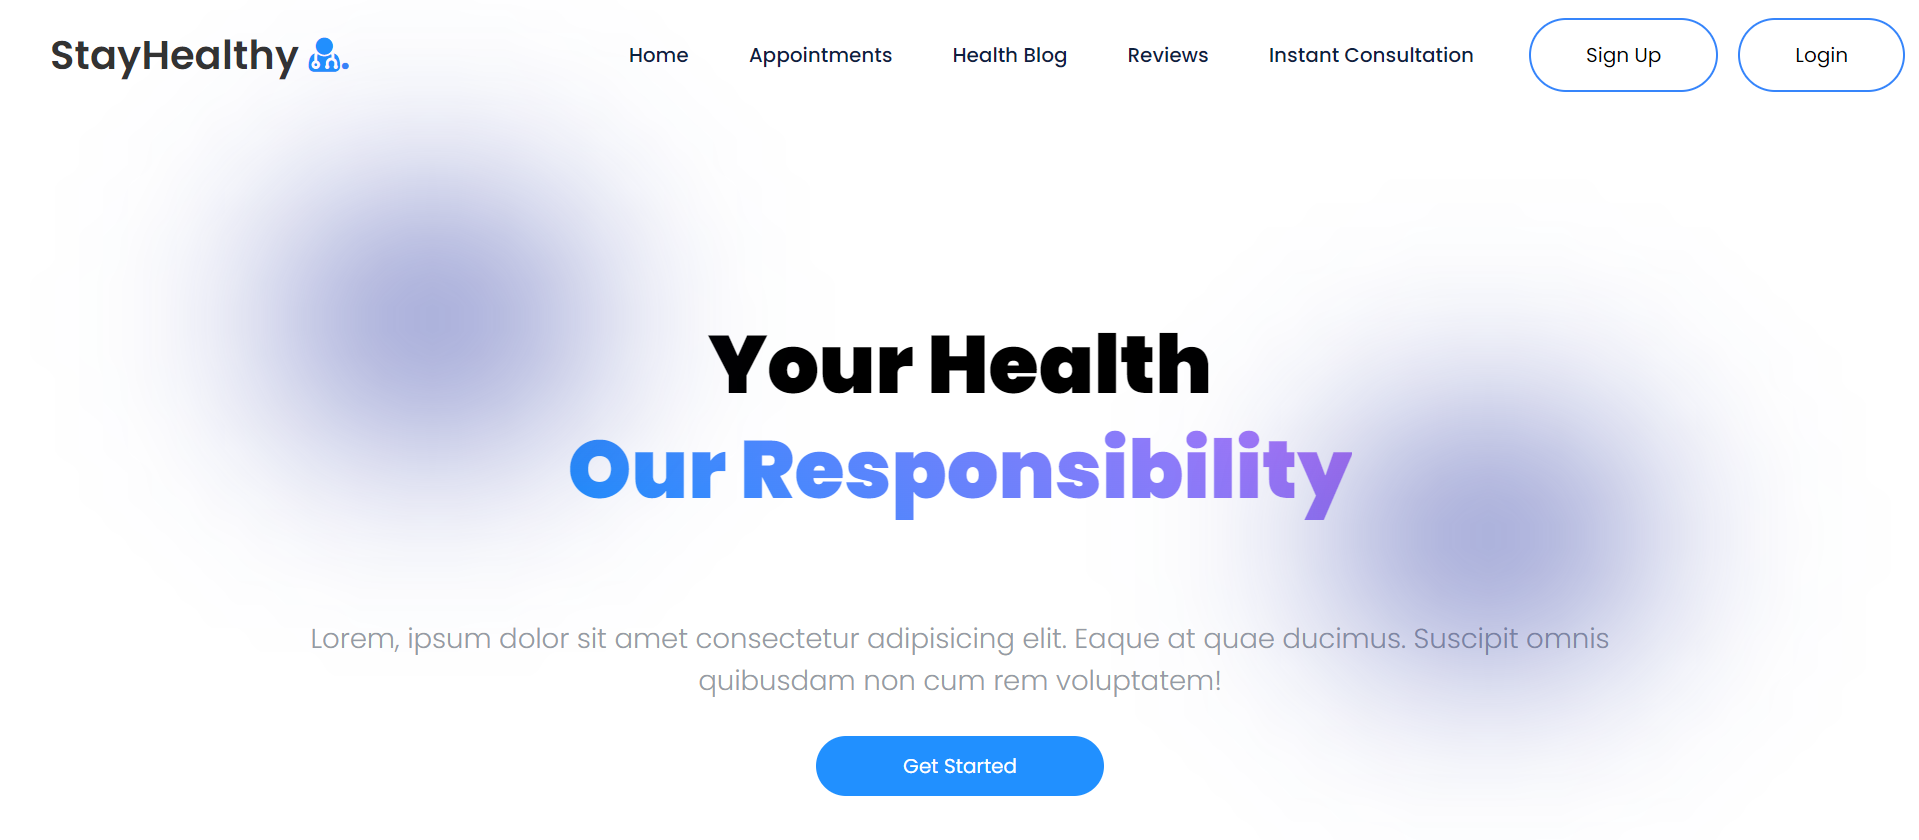 StayHealthy
Home
Appointments
Health Blog
Reviews
Instant Consultation
Sign Up
Login
Your Health
Our Responsibility
Lorem, ipsum dolor sit amet consectetur adipisicing elit. Eaque at quae ducimus. Suscipit omnis
quibusdam non cum rem voluptatem!
Get Started